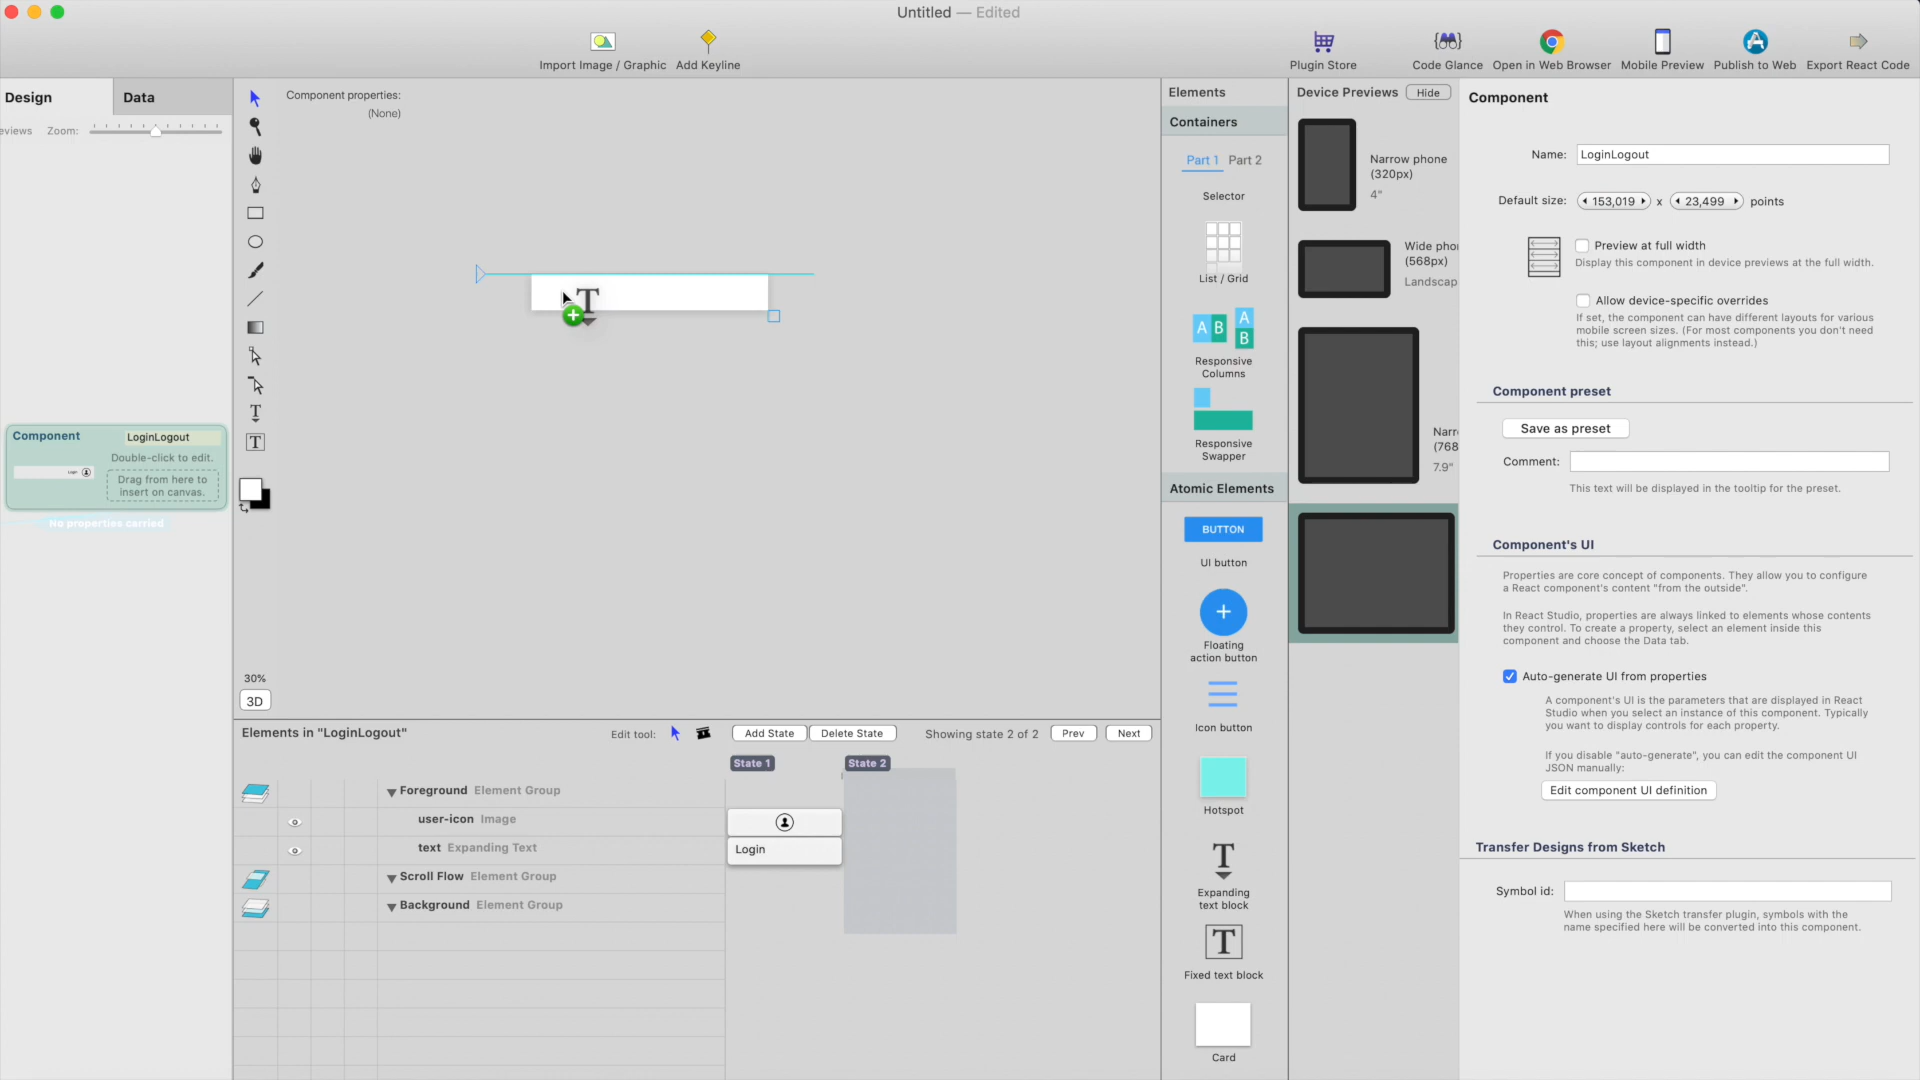 Untitled — Edited
Import Image / Graphic
Add Keyline
Plugin Store
Code Glance
Open in Web Browser
Mobile Preview
Publish to Web
Export React Code
Design
Data
eviews
Zoom:
Component
LoginLogout
Double-click to edit.
Login
Drag from here to
insert on canvas.
No properties carried
Component properties:
(None)
T
T
T
30%
3D
Elements
Containers
Part 1
Part 2
Selector
List / Grid
A B
A
B
Responsive
Columns
Responsive
Swapper
Atomic Elements
BUTTON
UI button
Floating
action button
Icon button
Hotspot
T
Expanding
text block
T
Fixed text block
Card
Device Previews
Hide
Narrow phone
(320px)
4"
Wide pho
(568px)
Landscap
Narr
(768
7.9"
Component
Name:
LoginLogout
Default size:
153,019
x
23,499
points
Preview at full width
Display this component in device previews at the full width.
Allow device-specific overrides
If set, the component can have different layouts for various
mobile screen sizes. (For most components you don't need
this; use layout alignments instead.)
Component preset
Save as preset
Comment:
This text will be displayed in the tooltip for the preset.
Component's UI
Properties are core concept of components. They allow you to configure
a React component's content "from the outside".
In React Studio, properties are always linked to elements whose contents
they control. To create a property, select an element inside this
component and choose the Data tab.
Auto-generate UI from properties
A component's UI is the parameters that are displayed in React
Studio when you select an instance of this component. Typically
you want to display controls for each property.
If you disable "auto-generate", you can edit the component UI
JSON manually:
Edit component UI definition
Transfer Designs from Sketch
Symbol id:
When using the Sketch transfer plugin, symbols with the
name specified here will be converted into this component.
Elements in "LoginLogout"
Edit tool:
Add State
Delete State
Showing state 2 of 2
Prev
Next
State 1
State 2
Foreground Element Group
user-icon Image
text Expanding Text
Login
Scroll Flow Element Group
Background Element Group